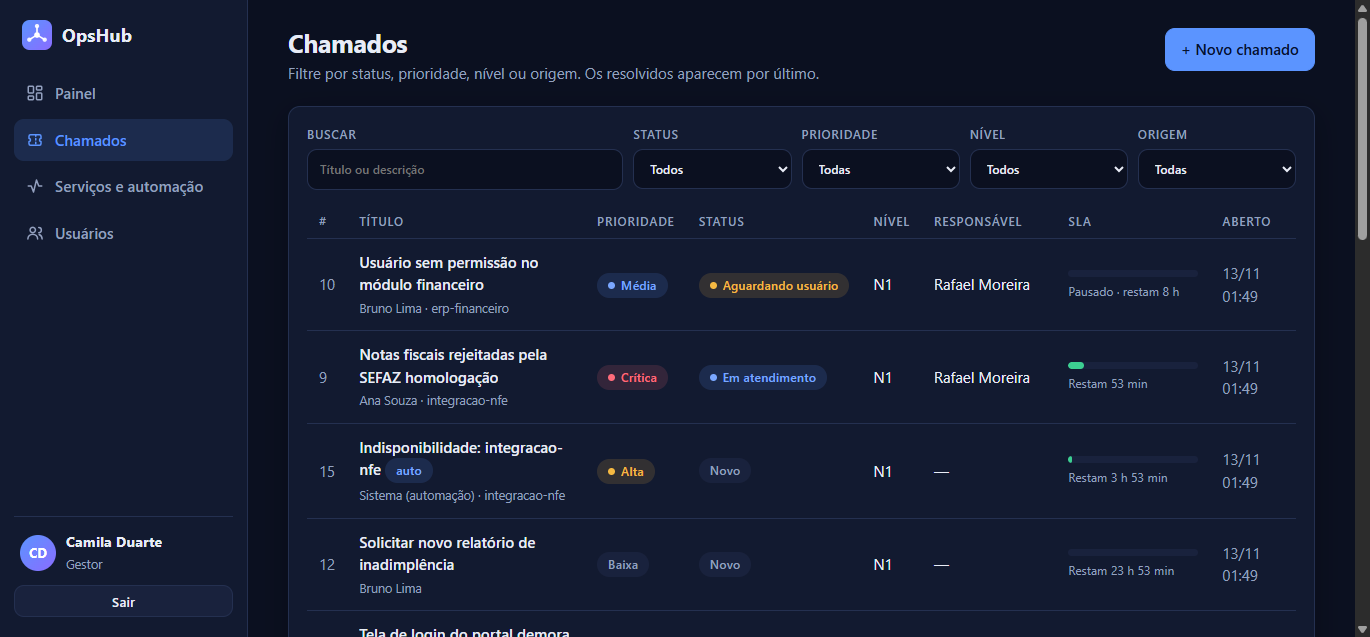 OpsHub
Painel
Chamados
Serviços e automação
Usuários
CD
Camila Duarte
Gestor
Sair
Chamados
Filtre por status, prioridade, nível ou origem. Os resolvidos aparecem por último.
+ Novo chamado
BUSCAR STATUS PRIORIDADE NÍVEL ORIGEM
Título ou descrição Todos Todas Todos Todas
# TÍTULO PRIORIDADE STATUS NÍVEL RESPONSÁVEL SLA ABERTO
10
Usuário sem permissão no
módulo financeiro
Bruno Lima · erp-financeiro
Média
Aguardando usuário
N1
Rafael Moreira
Pausado · restam 8 h
13/11
01:49
9
Notas fiscais rejeitadas pela
SEFAZ homologação
Ana Souza · integracao-nfe
Crítica
Em atendimento
N1
Rafael Moreira
Restam 53 min
13/11
01:49
15
Indisponibilidade: integracao-
nfe auto
Sistema (automação) · integracao-nfe
Alta
Novo
N1
—
Restam 3 h 53 min
13/11
01:49
12
Solicitar novo relatório de
inadimplência
Bruno Lima
Baixa
Novo
N1
—
Restam 23 h 53 min
13/11
01:49
Tela de login do portal demora